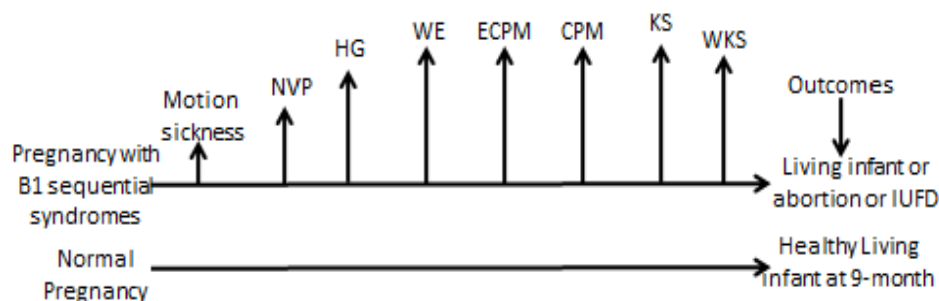 Motion
sickness
NVP
HG
WE
ECPM
CPM
KS
WKS
Outcomes
Pregnancy with
B1 sequential
syndromes
Living infant or
abortion or IUFD
Normal
Pregnancy
Healthy Living
infant at 9-month